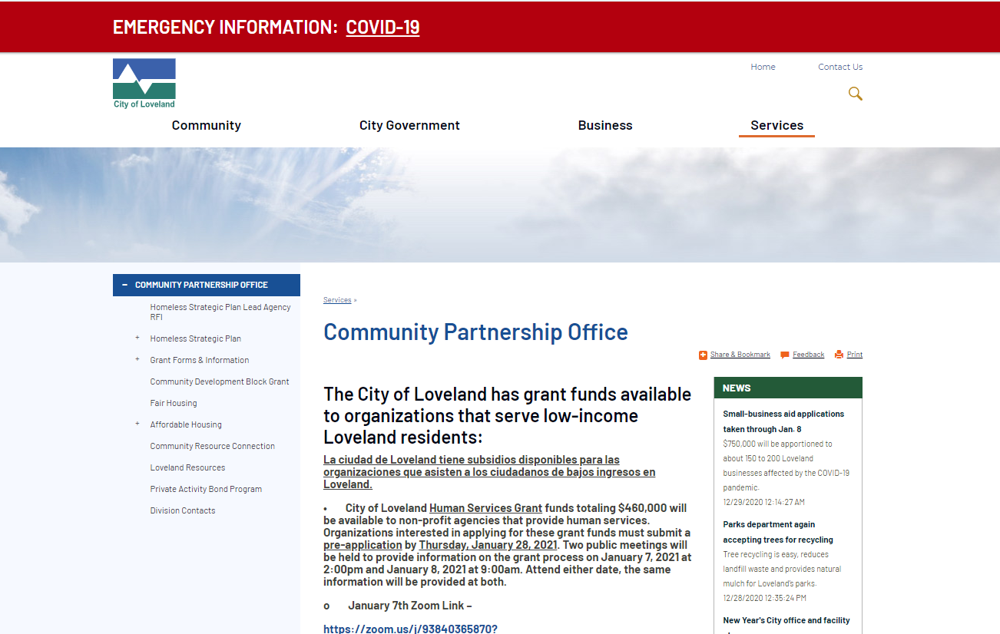 EMERGENCY INFORMATION: COVID-19
City of Loveland
Home Contact Us
Community City Government Business Services
− COMMUNITY PARTNERSHIP OFFICE
Homeless Strategic Plan Lead Agency
RFI
+ Homeless Strategic Plan
+ Grant Forms & Information
Community Development Block Grant
Fair Housing
+ Affordable Housing
Community Resource Connection
Loveland Resources
Private Activity Bond Program
Division Contacts
Services »
Community Partnership Office
Share & Bookmark Feedback Print
The City of Loveland has grant funds available
to organizations that serve low-income
Loveland residents:
La ciudad de Loveland tiene subsidios disponibles para las
organizaciones que asisten a los ciudadanos de bajos ingresos en
Loveland.
• City of Loveland Human Services Grant funds totaling $460,000 will
be available to non-profit agencies that provide human services.
Organizations interested in applying for these grant funds must submit a
pre-application by Thursday, January 28, 2021. Two public meetings will
be held to provide information on the grant process on January 7, 2021 at
2:00pm and January 8, 2021 at 9:00am. Attend either date, the same
information will be provided at both.
o January 7th Zoom Link –
https://zoom.us/j/93840365870?
NEWS
Small-business aid applications
taken through Jan. 8
$750,000 will be apportioned to
about 150 to 200 Loveland
businesses affected by the COVID-19
pandemic.
12/29/2020 12:14:27 AM
Parks department again
accepting trees for recycling
Tree recycling is easy, reduces
landfill waste and provides natural
mulch for Loveland's parks.
12/28/2020 12:35:24 PM
New Year's City office and facility